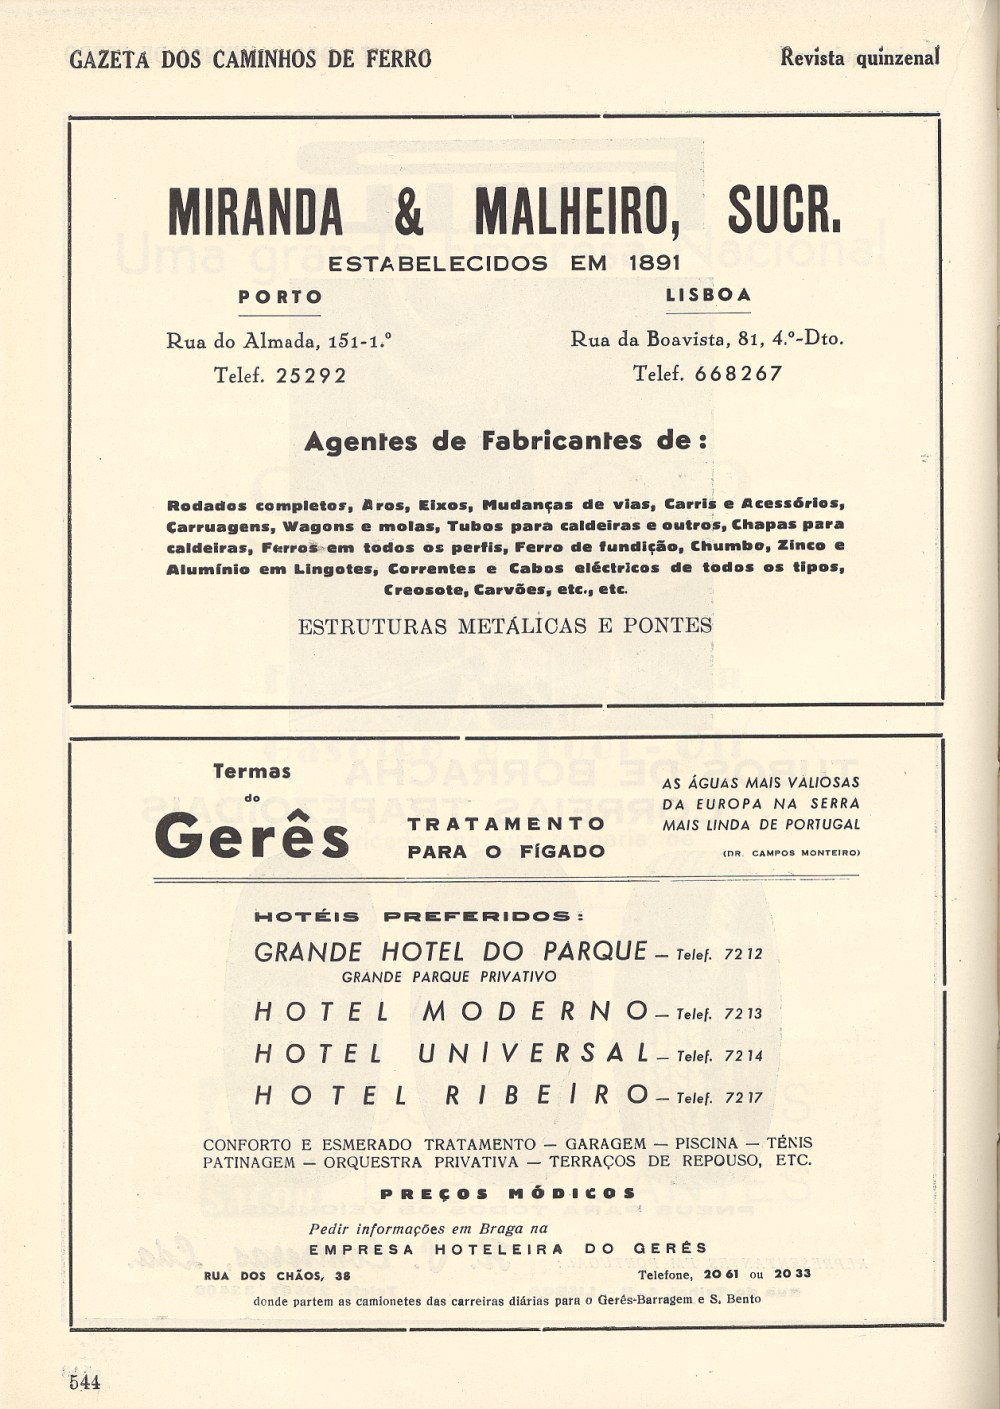 GAZETA DOS CAMINHOS DE FERRO
Revista quinzenal
MIRANDA & MALHEIRO, SUCR.
ESTABELECIDOS EM 1891
PORTO
Rua do Almada, 151-1.º
Telef. 25292
LISBOA
Rua da Boavista, 81, 4.º-Dto.
Telef. 668267
Agentes de Fabricantes de:
Rodados completos, Aros, Eixos, Mudanças de vias, Carris e Acessórios,
Carruagens, Wagons e molas, Tubos para caldeiras e outros, Chapas para
caldeiras, Ferros em todos os perfis, Ferro de fundição, Chumbo, Zinco e
Alumínio em Lingotes, Correntes e Cabos eléctricos de todos os tipos,
Creosote, Carvões, etc., etc.
ESTRUTURAS METÁLICAS E PONTES
Termas
do
Gerês
TRATAMENTO
PARA O FÍGADO
AS ÁGUAS MAIS VALIOSAS
DA EUROPA NA SERRA
MAIS LINDA DE PORTUGAL
(DR. CAMPOS MONTEIRO)
HOTÉIS PREFERIDOS:
GRANDE HOTEL DO PARQUE — Telef. 7212
GRANDE PARQUE PRIVATIVO
HOTEL MODERNO — Telef. 7213
HOTEL UNIVERSAL — Telef. 7214
HOTEL RIBEIRO — Telef. 7217
CONFORTO E ESMERADO TRATAMENTO — GARAGEM — PISCINA — TÉNIS
PATINAGEM — ORQUESTRA PRIVATIVA — TERRAÇOS DE REPOUSO, ETC.
PREÇOS MÓDICOS
Pedir informações em Braga na
EMPRESA HOTELEIRA DO GERÊS
RUA DOS CHÃOS, 38
Telefone, 2061 ou 2033
donde partem as camionetes das carreiras diárias para o Gerês-Barragem e S. Bento
544